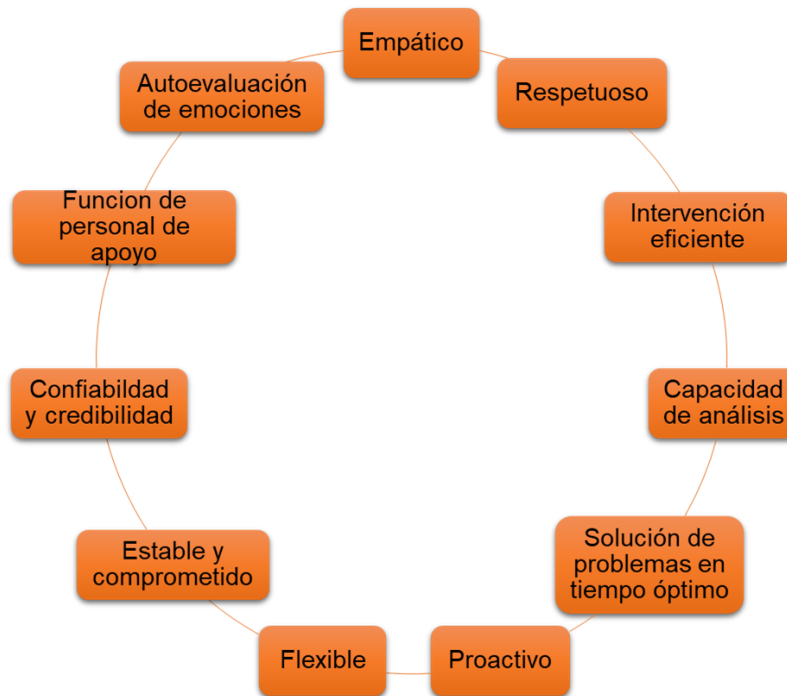 Empático
Respetuoso
Intervención
eficiente
Capacidad
de análisis
Solución de
problemas en
tiempo óptimo
Proactivo
Flexible
Estable y
comprometido
Confiabildad
y credibilidad
Funcion de
personal de
apoyo
Autoevaluación
de emociones